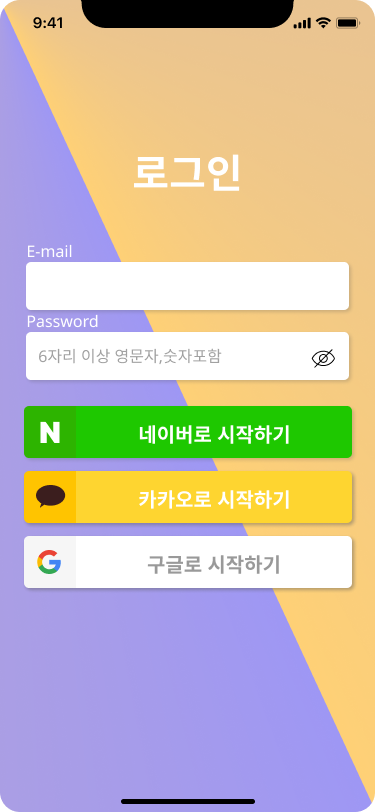 9:41
로그인
E-mail
Password
6자리 이상 영문자,숫자포함
N 네이버로 시작하기
카카오로 시작하기
G 구글로 시작하기